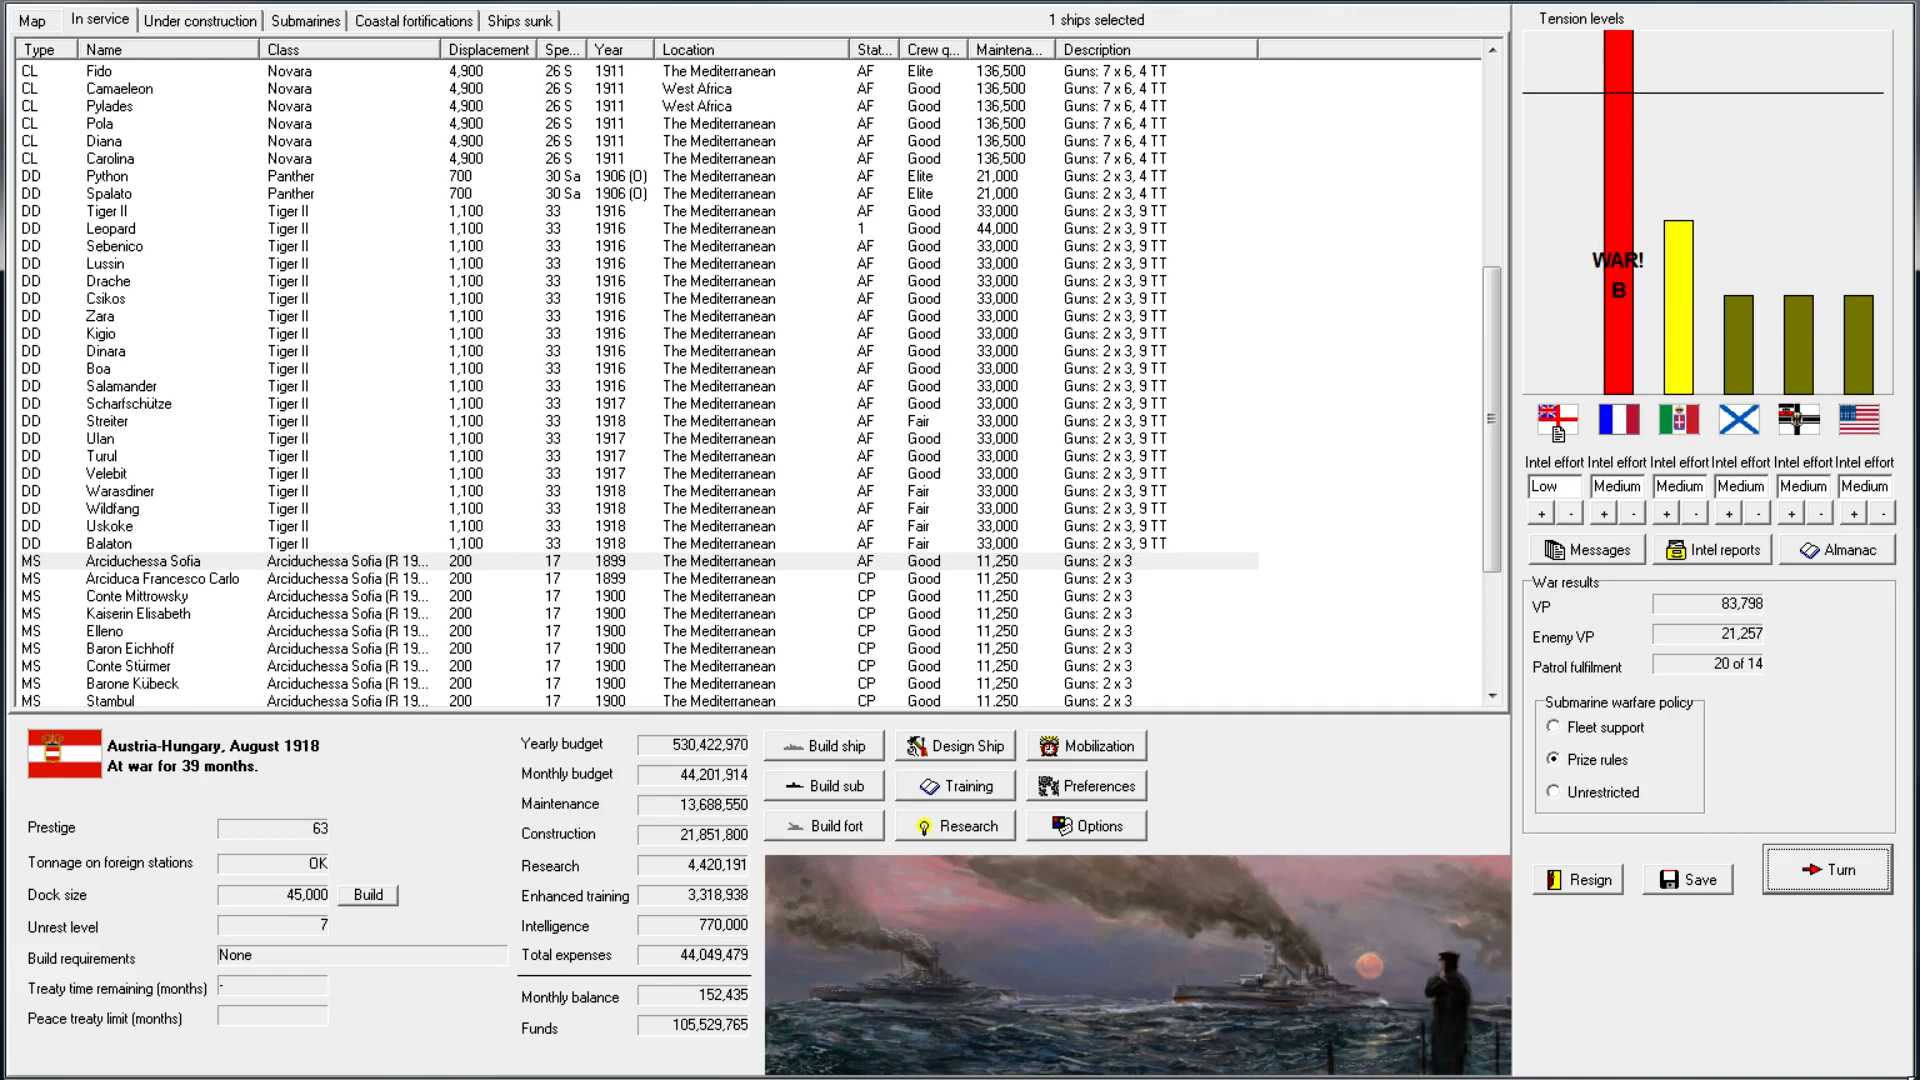 Map In service Under construction Submarines Coastal fortifications Ships sunk 1 ships selected
Type Name Class Displacement Spe... Year Location Stat... Crew q... Maintena... Description
CL Fido Novara 4,900 26 S 1911 The Mediterranean AF Elite 136,500 Guns: 7 x 6, 4 TT
CL Camaeleon Novara 4,900 26 S 1911 West Africa AF Good 136,500 Guns: 7 x 6, 4 TT
CL Pylades Novara 4,900 26 S 1911 West Africa AF Good 136,500 Guns: 7 x 6, 4 TT
CL Pola Novara 4,900 26 S 1911 The Mediterranean AF Good 136,500 Guns: 7 x 6, 4 TT
CL Diana Novara 4,900 26 S 1911 The Mediterranean AF Good 136,500 Guns: 7 x 6, 4 TT
CL Carolina Novara 4,900 26 S 1911 The Mediterranean AF Good 136,500 Guns: 7 x 6, 4 TT
DD Python Panther 700 30 Sa 1906 (O) The Mediterranean AF Elite 21,000 Guns: 2 x 3, 4 TT
DD Spalato Panther 700 30 Sa 1906 (O) The Mediterranean AF Elite 21,000 Guns: 2 x 3, 4 TT
DD Tiger II Tiger II 1,100 33 1916 The Mediterranean AF Good 33,000 Guns: 2 x 3, 9 TT
DD Leopard Tiger II 1,100 33 1916 The Mediterranean 1 Good 44,000 Guns: 2 x 3, 9 TT
DD Sebenico Tiger II 1,100 33 1916 The Mediterranean AF Good 33,000 Guns: 2 x 3, 9 TT
DD Lussin Tiger II 1,100 33 1916 The Mediterranean AF Good 33,000 Guns: 2 x 3, 9 TT
DD Drache Tiger II 1,100 33 1916 The Mediterranean AF Good 33,000 Guns: 2 x 3, 9 TT
DD Csikos Tiger II 1,100 33 1916 The Mediterranean AF Good 33,000 Guns: 2 x 3, 9 TT
DD Zara Tiger II 1,100 33 1916 The Mediterranean AF Good 33,000 Guns: 2 x 3, 9 TT
DD Kigio Tiger II 1,100 33 1916 The Mediterranean AF Good 33,000 Guns: 2 x 3, 9 TT
DD Dinara Tiger II 1,100 33 1916 The Mediterranean AF Good 33,000 Guns: 2 x 3, 9 TT
DD Boa Tiger II 1,100 33 1916 The Mediterranean AF Good 33,000 Guns: 2 x 3, 9 TT
DD Salamander Tiger II 1,100 33 1916 The Mediterranean AF Good 33,000 Guns: 2 x 3, 9 TT
DD Scharfschütze Tiger II 1,100 33 1917 The Mediterranean AF Good 33,000 Guns: 2 x 3, 9 TT
DD Streiter Tiger II 1,100 33 1918 The Mediterranean AF Fair 33,000 Guns: 2 x 3, 9 TT
DD Ulan Tiger II 1,100 33 1917 The Mediterranean AF Good 33,000 Guns: 2 x 3, 9 TT
DD Turul Tiger II 1,100 33 1917 The Mediterranean AF Good 33,000 Guns: 2 x 3, 9 TT
DD Velebit Tiger II 1,100 33 1917 The Mediterranean AF Good 33,000 Guns: 2 x 3, 9 TT
DD Warasdiner Tiger II 1,100 33 1918 The Mediterranean AF Fair 33,000 Guns: 2 x 3, 9 TT
DD Wildfang Tiger II 1,100 33 1918 The Mediterranean AF Fair 33,000 Guns: 2 x 3, 9 TT
DD Uskoke Tiger II 1,100 33 1918 The Mediterranean AF Fair 33,000 Guns: 2 x 3, 9 TT
DD Balaton Tiger II 1,100 33 1918 The Mediterranean AF Fair 33,000 Guns: 2 x 3, 9 TT
MS Arciduchessa Sofia Arciduchessa Sofia (R 19... 200 17 1899 The Mediterranean AF Good 11,250 Guns: 2 x 3
MS Arciduca Francesco Carlo Arciduchessa Sofia (R 19... 200 17 1899 The Mediterranean CP Good 11,250 Guns: 2 x 3
MS Conte Mittrowsky Arciduchessa Sofia (R 19... 200 17 1900 The Mediterranean CP Good 11,250 Guns: 2 x 3
MS Kaiserin Elisabeth Arciduchessa Sofia (R 19... 200 17 1900 The Mediterranean CP Good 11,250 Guns: 2 x 3
MS Elleno Arciduchessa Sofia (R 19... 200 17 1900 The Mediterranean CP Good 11,250 Guns: 2 x 3
MS Baron Eichhoff Arciduchessa Sofia (R 19... 200 17 1900 The Mediterranean CP Good 11,250 Guns: 2 x 3
MS Conte Stürmer Arciduchessa Sofia (R 19... 200 17 1900 The Mediterranean CP Good 11,250 Guns: 2 x 3
MS Barone Kübeck Arciduchessa Sofia (R 19... 200 17 1900 The Mediterranean CP Good 11,250 Guns: 2 x 3
MS Stambul Arciduchessa Sofia (R 19... 200 17 1900 The Mediterranean CP Good 11,250 Guns: 2 x 3
Austria-Hungary, August 1918
At war for 39 months.
Prestige 63
Tonnage on foreign stations OK
Dock size 45,000 Build
Unrest level 7
Build requirements None
Treaty time remaining (months) -
Peace treaty limit (months)
Yearly budget 530,422,970
Monthly budget 44,201,914
Maintenance 13,688,550
Construction 21,851,800
Research 4,420,191
Enhanced training 3,318,938
Intelligence 770,000
Total expenses 44,049,479
Monthly balance 152,435
Funds 105,529,765
Build ship Design Ship Mobilization
Build sub Training Preferences
Build fort Research Options
Tension levels
WAR!
B
Intel effort Intel effort Intel effort Intel effort Intel effort Intel effort
Low Medium Medium Medium Medium Medium
+ - + - + - + - + - + -
Messages Intel reports Almanac
War results
VP 83,798
Enemy VP 21,257
Patrol fulfilment 20 of 14
Submarine warfare policy
Fleet support
Prize rules
Unrestricted
Resign Save Turn